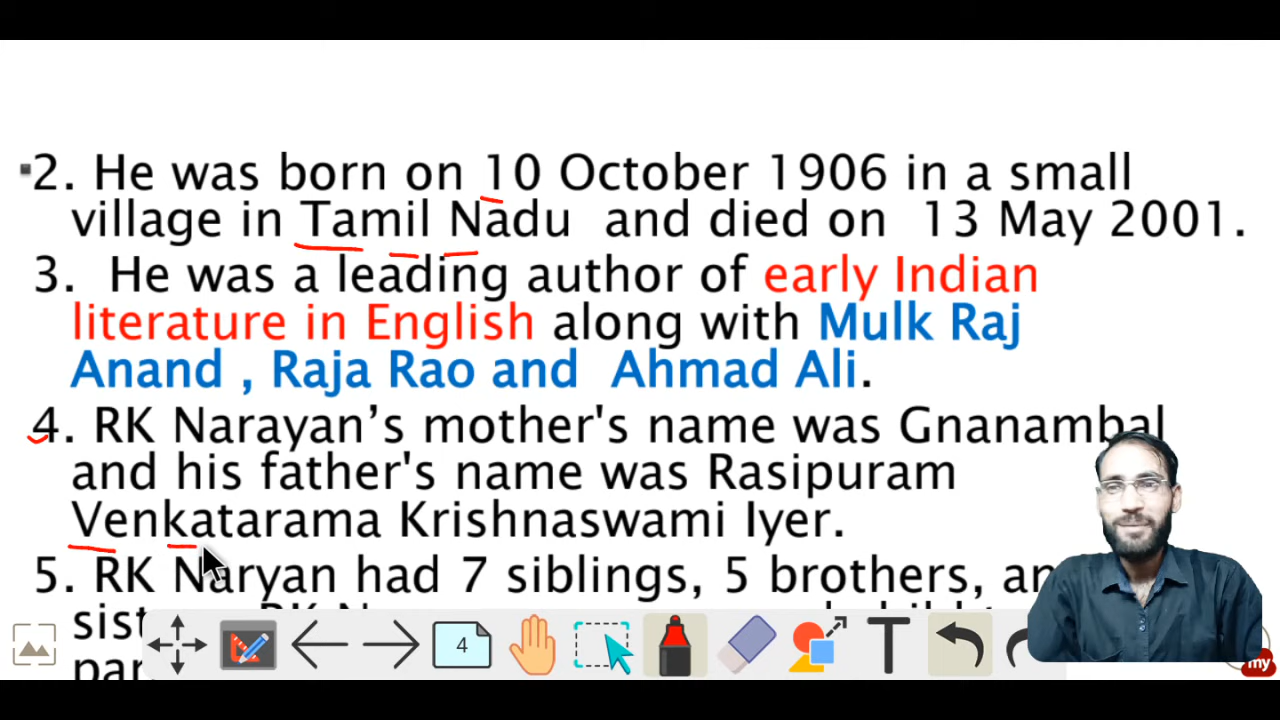 2. He was born on 10 October 1906 in a small
village in Tamil Nadu and died on 13 May 2001.
3. He was a leading author of early Indian
literature in English along with Mulk Raj
Anand , Raja Rao and Ahmad Ali.
4. RK Narayan’s mother's name was Gnanambal
and his father's name was Rasipuram
Venkatarama Krishnaswami Iyer.
5. RK Naryan had 7 siblings, 5 brothers,
4
T
my